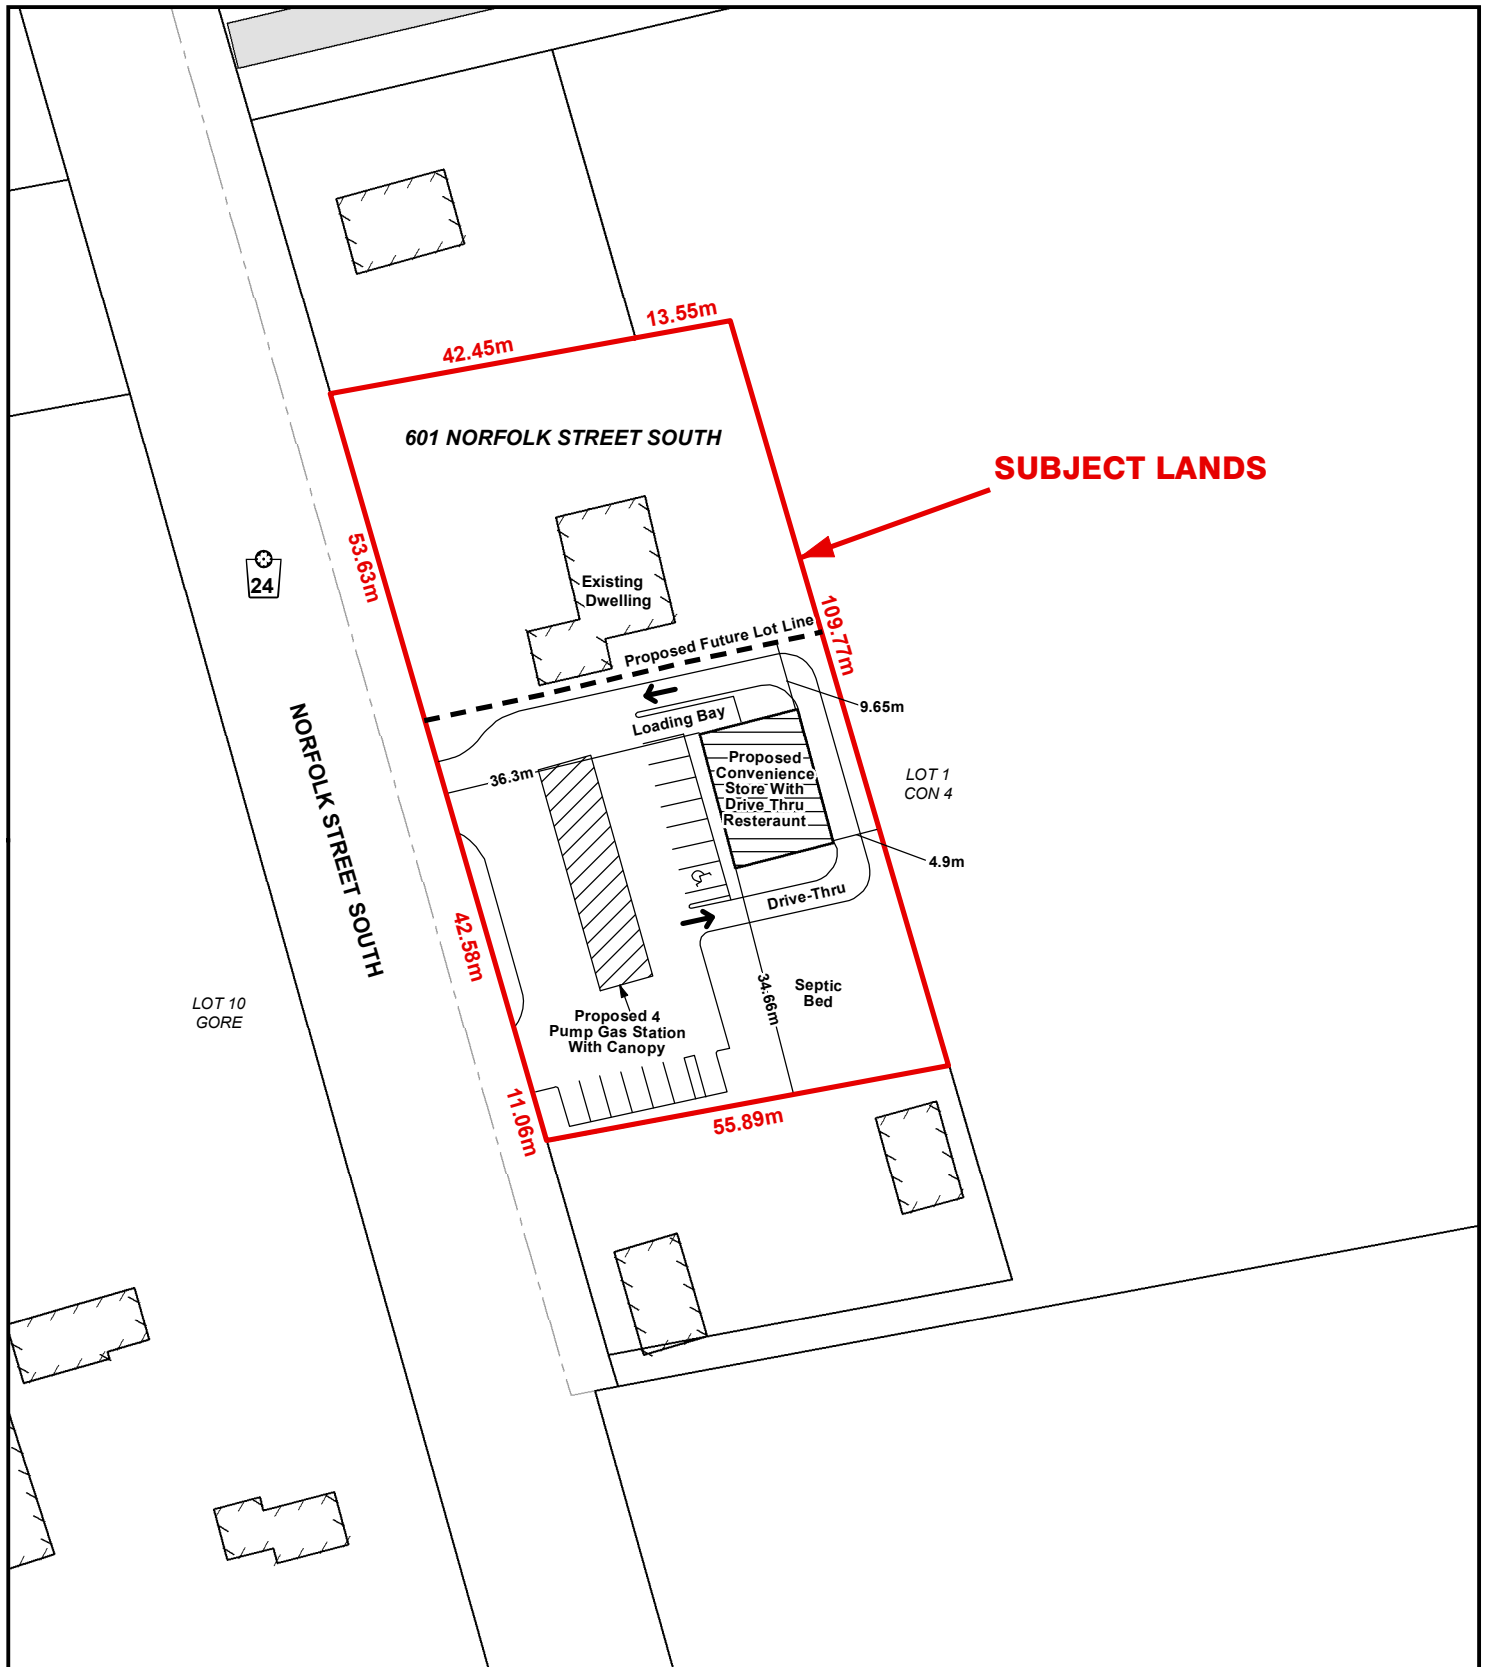 13.55m
42.45m
601 NORFOLK STREET SOUTH
SUBJECT LANDS
53.63m
24
Existing
Dwelling
109.77m
Proposed Future Lot Line
9.65m
Loading Bay
NORFOLK STREET SOUTH
36.3m
Proposed
Convenience
Store With
Drive Thru
Resteraunt
LOT 1
CON 4
4.9m
Drive-Thru
42.58m
34.66m
Septic
Bed
LOT 10
GORE
Proposed 4
Pump Gas Station
With Canopy
11.06m
55.89m